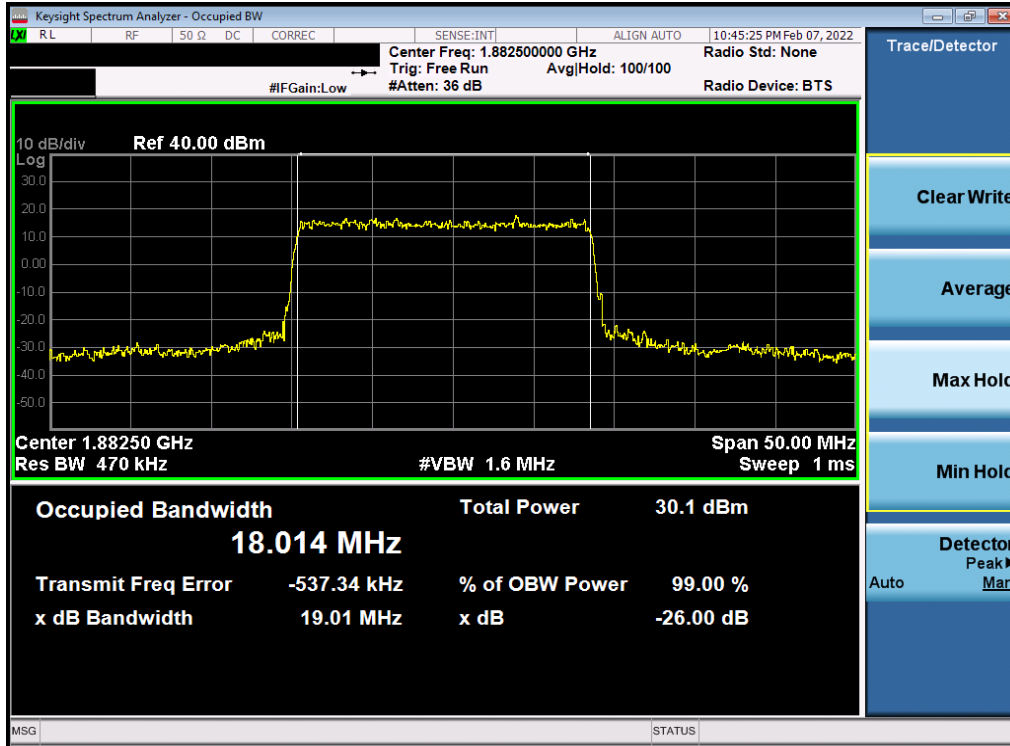 Keysight Spectrum Analyzer - Occupied BW
LXI RL RF 50 Ω DC CORREC SENSE:INT ALIGN AUTO 10:45:25 PM Feb 07, 2022
Center Freq: 1.882500000 GHz Radio Std: None
Trig: Free Run Avg|Hold: 100/100
#IFGain:Low #Atten: 36 dB Radio Device: BTS
Trace/Detector
10 dB/div Ref 40.00 dBm
Log
30.0
20.0
10.0
0.00
-10.0
-20.0
-30.0
-40.0
-50.0
Center 1.88250 GHz Span 50.00 MHz
Res BW 470 kHz #VBW 1.6 MHz Sweep 1 ms
Occupied Bandwidth Total Power 30.1 dBm
18.014 MHz
Transmit Freq Error -537.34 kHz % of OBW Power 99.00 %
x dB Bandwidth 19.01 MHz x dB -26.00 dB
Clear Write
Average
Max Hold
Min Hold
Detector
Peak
Auto Man
MSG STATUS